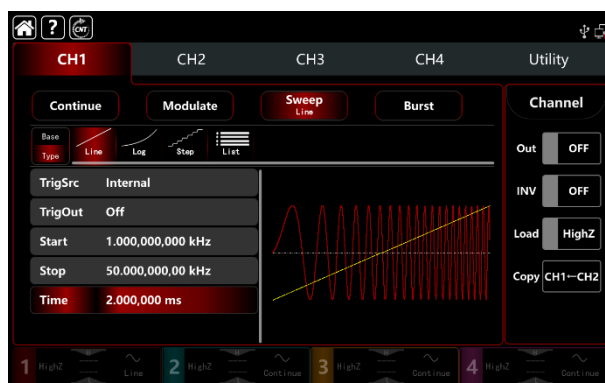 ? CNT
CH1 CH2 CH3 CH4 Utility
Continue Modulate Sweep Burst Channel
Line
Base
Type Line Log Step List
Out OFF
TrigSrc Internal
INV OFF
TrigOut Off
Load HighZ
Start 1.000,000,000 kHz
Stop 50.000,000,00 kHz
Copy CH1←CH2
Time 2.000,000 ms
1 HighZ Line 2 HighZ Continue 3 HighZ Continue 4 HighZ Continue